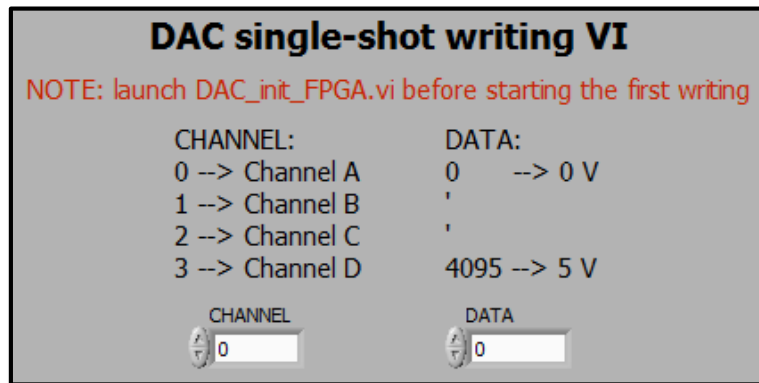 DAC single-shot writing VI
NOTE: launch DAC_init_FPGA.vi before starting the first writing
CHANNEL:
0 --> Channel A
1 --> Channel B
2 --> Channel C
3 --> Channel D
DATA:
0 --> 0 V
'
'
4095 --> 5 V
CHANNEL
0
DATA
0